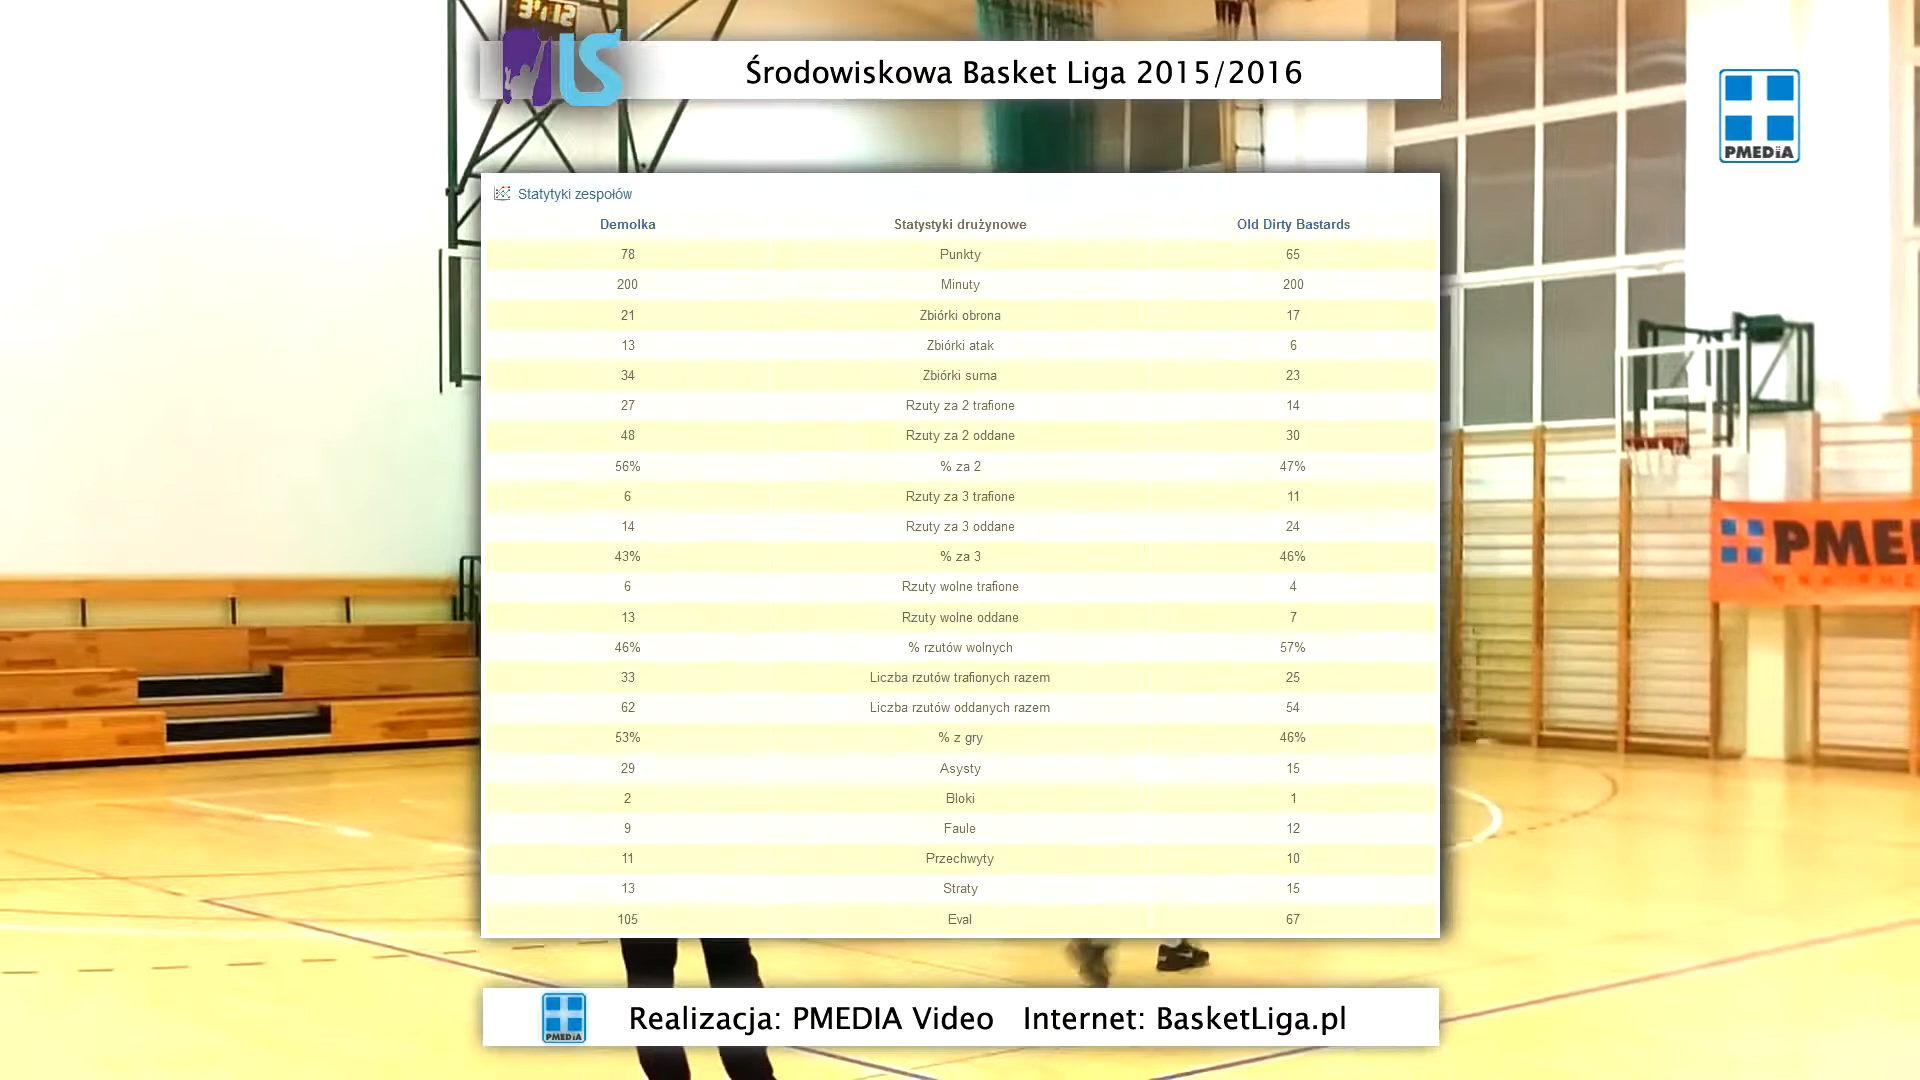 Środowiskowa Basket Liga 2015/2016
PMEDiA
Statytyki zespołów
Demolka Statystyki drużynowe Old Dirty Bastards
78 Punkty 65
200 Minuty 200
21 Zbiórki obrona 17
13 Zbiórki atak 6
34 Zbiórki suma 23
27 Rzuty za 2 trafione 14
48 Rzuty za 2 oddane 30
56% % za 2 47%
6 Rzuty za 3 trafione 11
14 Rzuty za 3 oddane 24
43% % za 3 46%
6 Rzuty wolne trafione 4
13 Rzuty wolne oddane 7
46% % rzutów wolnych 57%
33 Liczba rzutów trafionych razem 25
62 Liczba rzutów oddanych razem 54
53% % z gry 46%
29 Asysty 15
2 Bloki 1
9 Faule 12
11 Przechwyty 10
13 Straty 15
105 Eval 67
PME
PMEDiA
Realizacja: PMEDIA Video Internet: BasketLiga.pl